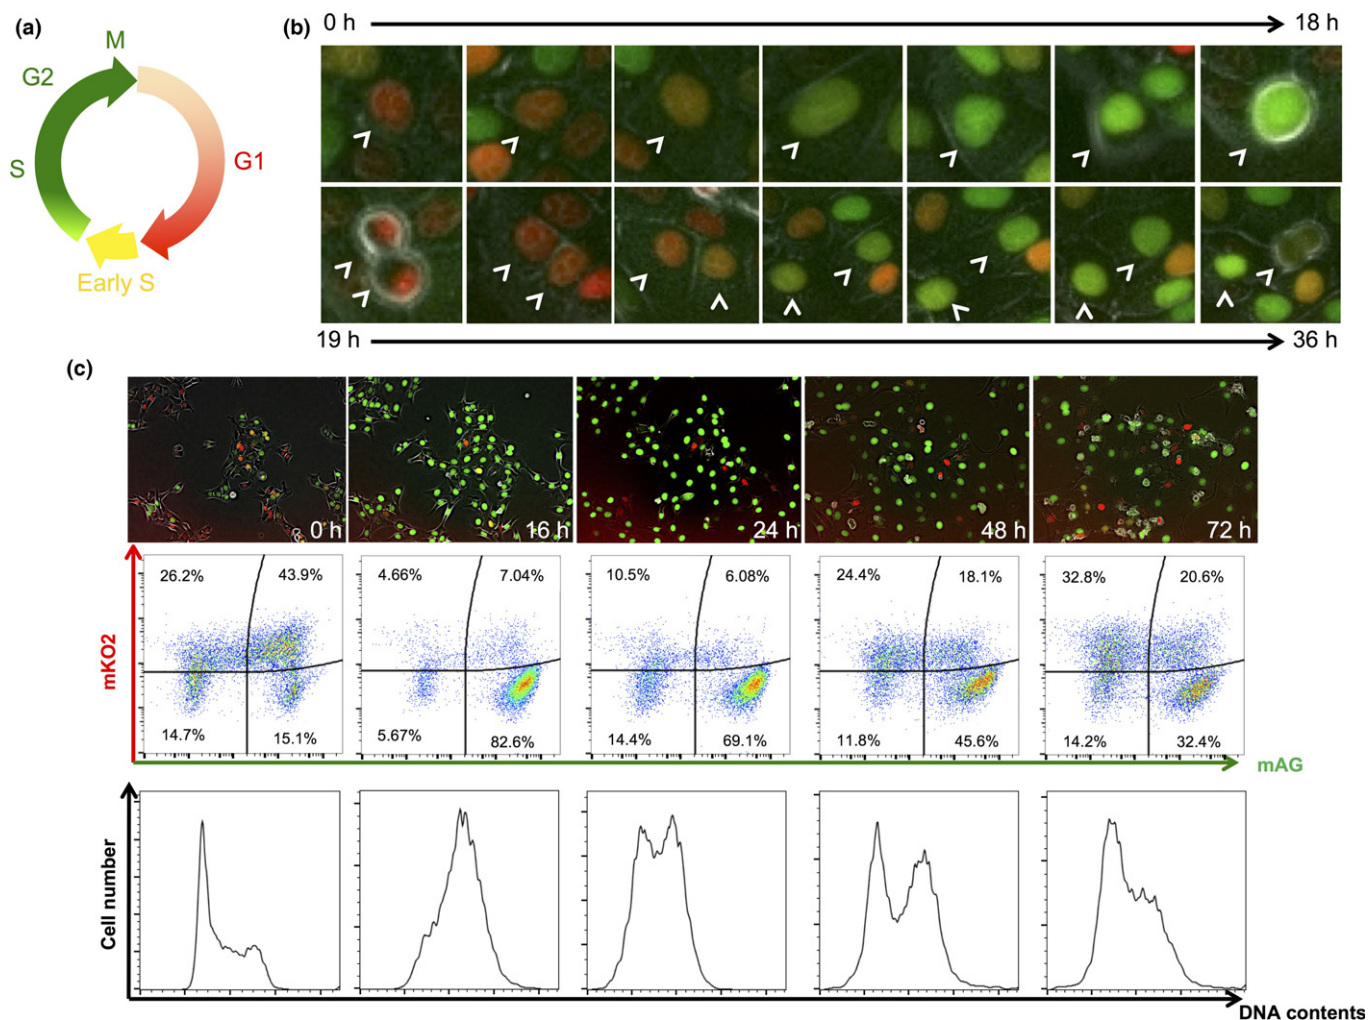 (a)
M
G2
S
G1
Early S
(b)
0 h
18 h
19 h
36 h
(c)
0 h
16 h
24 h
48 h
72 h
mKO2
26.2% 43.9%
14.7% 15.1%
4.66% 7.04%
5.67% 82.6%
10.5% 6.08%
14.4% 69.1%
24.4% 18.1%
11.8% 45.6%
32.8% 20.6%
14.2% 32.4%
mAG
Cell number
DNA contents